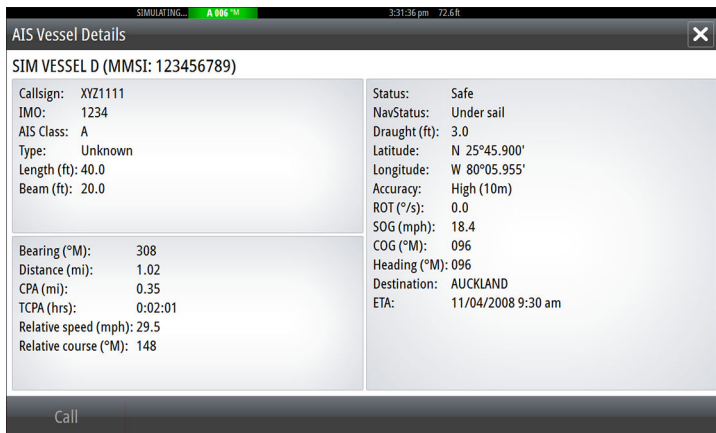 SIMULATING... A 006 °M 3:31:36 pm 72.6 ft
AIS Vessel Details
SIM VESSEL D (MMSI: 123456789)
Callsign: XYZ1111
IMO: 1234
AIS Class: A
Type: Unknown
Length (ft): 40.0
Beam (ft): 20.0
Bearing (°M): 308
Distance (mi): 1.02
CPA (mi): 0.35
TCPA (hrs): 0:02:01
Relative speed (mph): 29.5
Relative course (°M): 148
Status: Safe
NavStatus: Under sail
Draught (ft): 3.0
Latitude: N 25°45.900'
Longitude: W 80°05.955'
Accuracy: High (10m)
ROT (°/s): 0.0
SOG (mph): 18.4
COG (°M): 096
Heading (°M): 096
Destination: AUCKLAND
ETA: 11/04/2008 9:30 am
Call